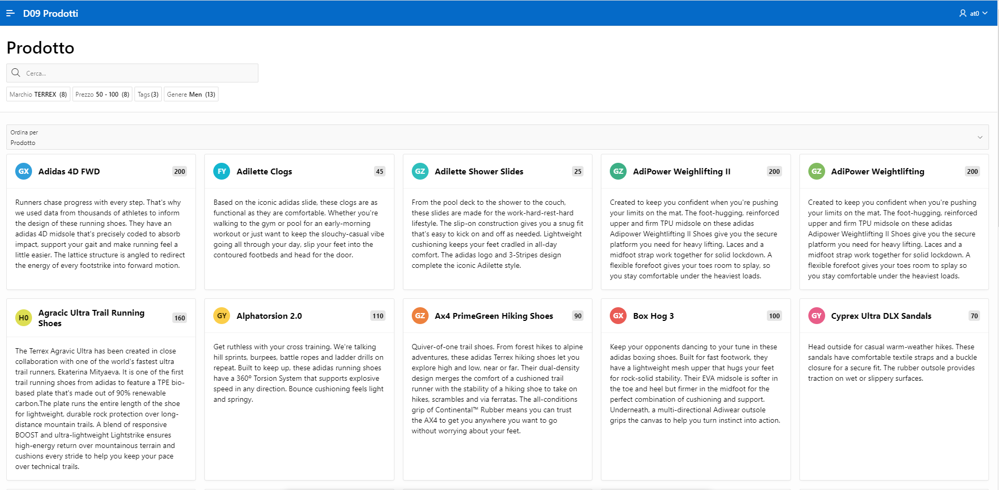 D09 Prodotti
at0
Prodotto
Cerca...
Marchio TERREX (8) Prezzo 50 - 100 (8) Tags (3) Genere Men (13)
Ordina per
Prodotto
GX Adidas 4D FWD 200
Runners chase progress with every step. That's why
we used data from thousands of athletes to inform
the design of these running shoes. They have an
adidas 4D midsole that's precisely coded to absorb
impact, support your gait and make running feel a
little easier. The lattice structure is angled to redirect
the energy of every footstrike into forward motion.
FY Adilette Clogs 45
Based on the iconic adidas slide, these clogs are as
functional as they are comfortable. Whether you're
walking to the gym or pool for an early-morning
workout or just want to keep the slouchy-casual vibe
going all through your day, slip your feet into the
contoured footbeds and head for the door.
GZ Adilette Shower Slides 25
From the pool deck to the shower to the couch,
these slides are made for the work-hard-rest-hard
lifestyle. The slip-on construction gives you a snug fit
that's easy to kick on and off as needed. Lightweight
cushioning keeps your feet cradled in all-day
comfort. The adidas logo and 3-Stripes design
complete the iconic Adilette style.
GZ AdiPower Weighlifting II 200
Created to keep you confident when you're pushing
your limits on the mat. The foot-hugging, reinforced
upper and firm TPU midsole on these adidas
Adipower Weightlifting II Shoes give you the secure
platform you need for heavy lifting. Laces and a
midfoot strap work together for solid lockdown. A
flexible forefoot gives your toes room to splay, so
you stay comfortable under the heaviest loads.
GZ AdiPower Weightlifting 200
Created to keep you confident when you're pushing
your limits on the mat. The foot-hugging, reinforced
upper and firm TPU midsole on these adidas
Adipower Weightlifting II Shoes give you the secure
platform you need for heavy lifting. Laces and a
midfoot strap work together for solid lockdown. A
flexible forefoot gives your toes room to splay so
you stay comfortable under the heaviest loads.
H0 Agracic Ultra Trail Running
Shoes 160
The Terrex Agravic Ultra has been created in close
collaboration with one of the world's fastest ultra
trail runners, Ekaterina Mityaeva. It is one of the first
trail running shoes from adidas to feature a TPE bio-
based plate that's made out of 90% renewable
carbon.The plate runs the entire length of the shoe
for lightweight, durable rock protection over long-
distance mountain trails. A blend of responsive
BOOST and ultra-lightweight Lightstrike ensures
high-energy return over mountainous terrain and
cushions every stride to help you keep your pace
over technical trails.
GY Alphatorsion 2.0 110
Get ruthless with your cross training. We're talking
hill sprints, burpees, battle ropes and ladder drills on
repeat. Built to keep up, these adidas running shoes
have a 360° Torsion System that supports explosive
speed in any direction. Bounce cushioning feels light
and springy.
GZ Ax4 PrimeGreen Hiking Shoes 90
Quiver-of-one trail shoes. From forest hikes to alpine
adventures, these adidas Terrex hiking shoes let you
explore high and low, near or far. Their dual-density
design merges the comfort of a cushioned trail
runner with the stability of a hiking shoe to take on
hikes, scrambles and via ferratas. The all-conditions
grip of Continental™ Rubber means you can trust
the AX4 to get you anywhere you want to go
without worrying about your feet.
GX Box Hog 3 100
Keep your opponents dancing to your tune in these
adidas boxing shoes. Built for fast footwork, they
have a lightweight mesh upper that hugs your feet
for rock-solid stability. Their EVA midsole is softer in
the toe and heel but firmer in the midfoot for the
perfect combination of cushioning and support.
Underneath, a multi-directional Adiwear outsole
grips the canvas to help you turn instinct into action.
GY Cyprex Ultra DLX Sandals 70
Head outside for casual warm-weather hikes. These
sandals have comfortable textile straps and a buckle
closure for a secure fit. The rubber outsole provides
traction on wet or slippery surfaces.